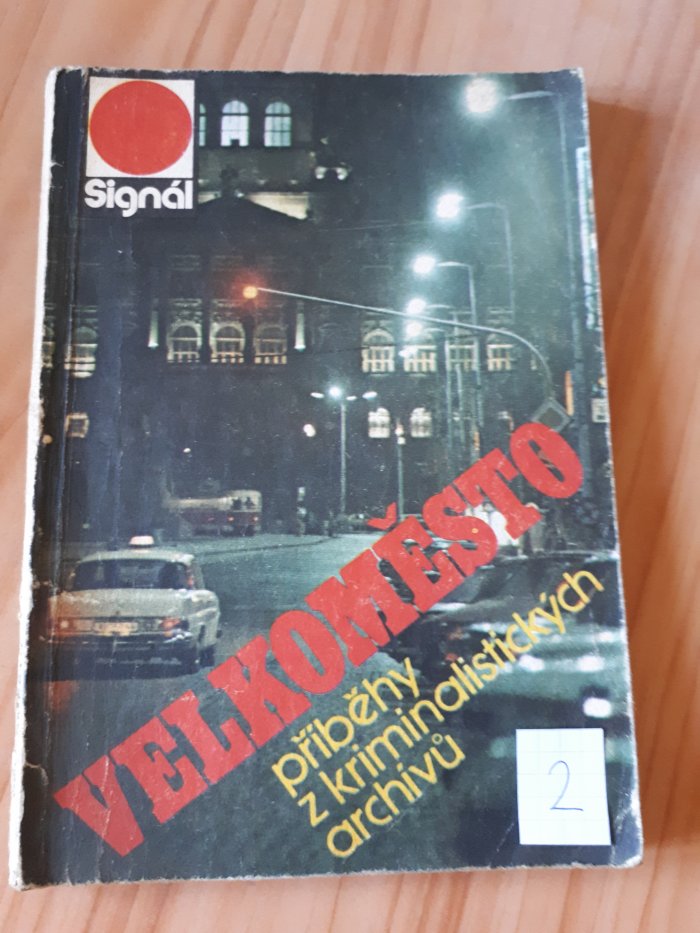 Signál
VELKOMĚSTO
příběhy
z kriminalistických
archívů
2